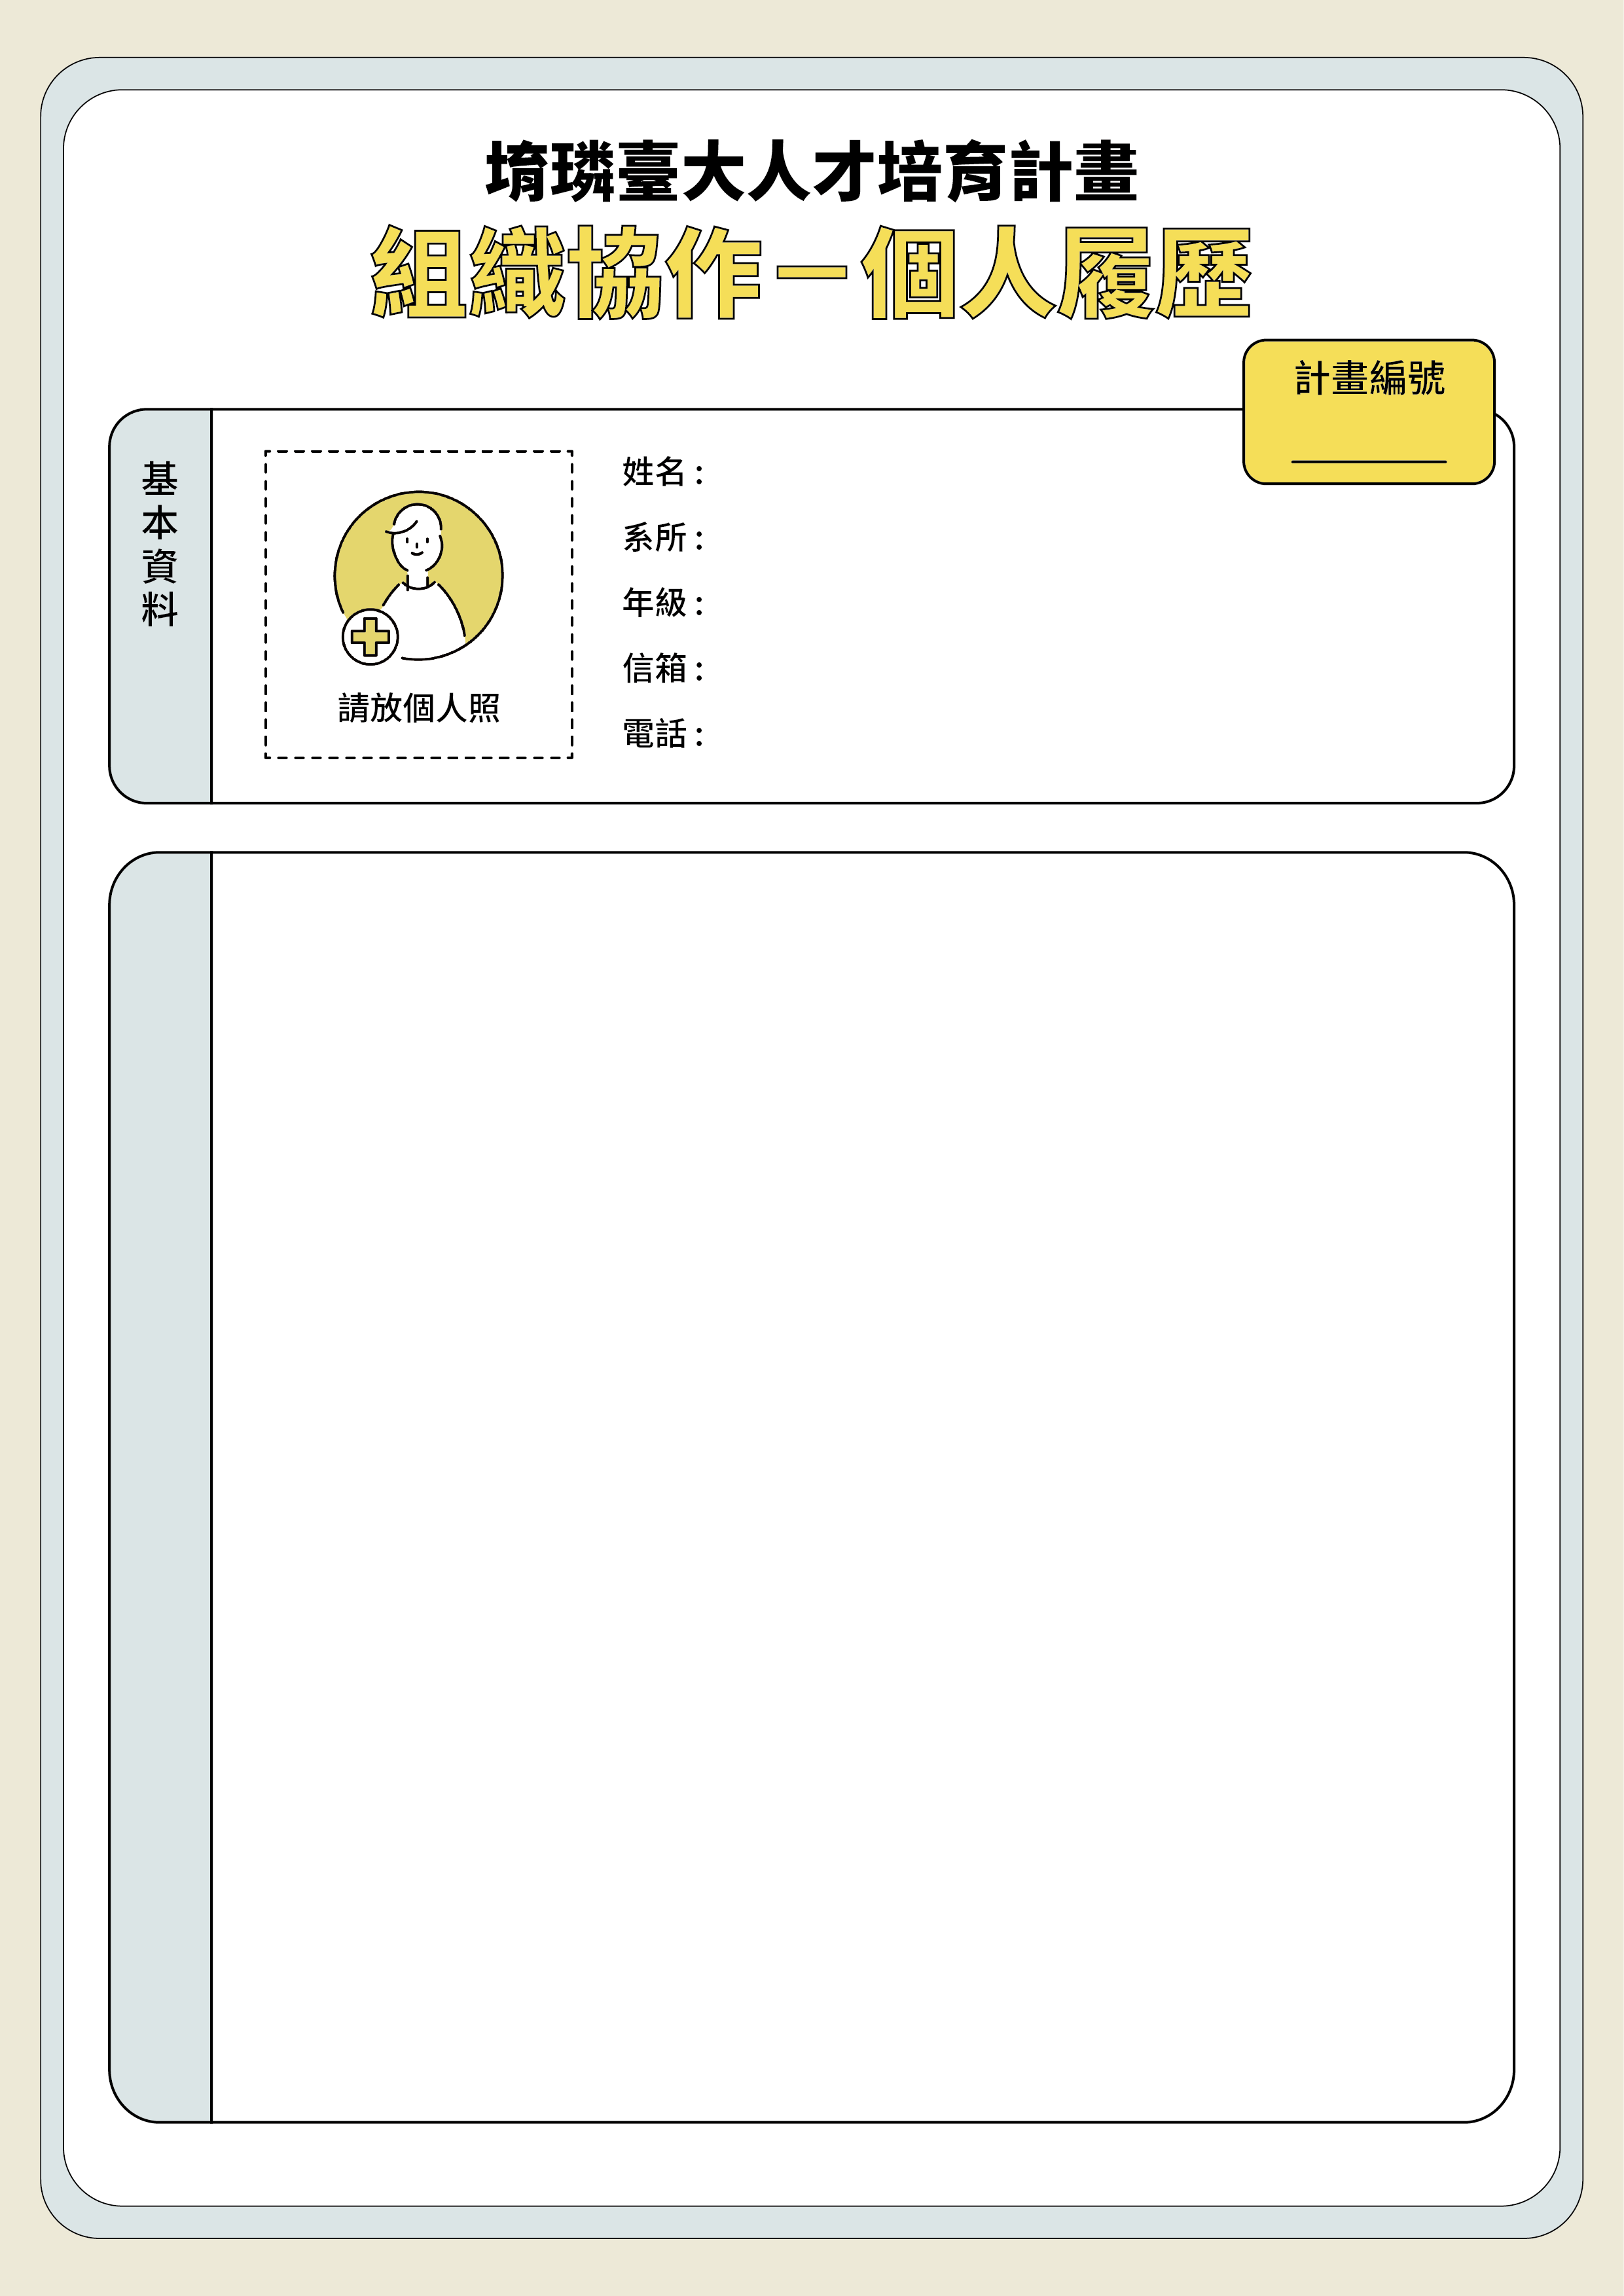 堉璘臺大人才培育計畫
組織協作－個人履歷
計畫編號
基本資料
請放個人照
姓名：
系所：
年級：
信箱：
電話：